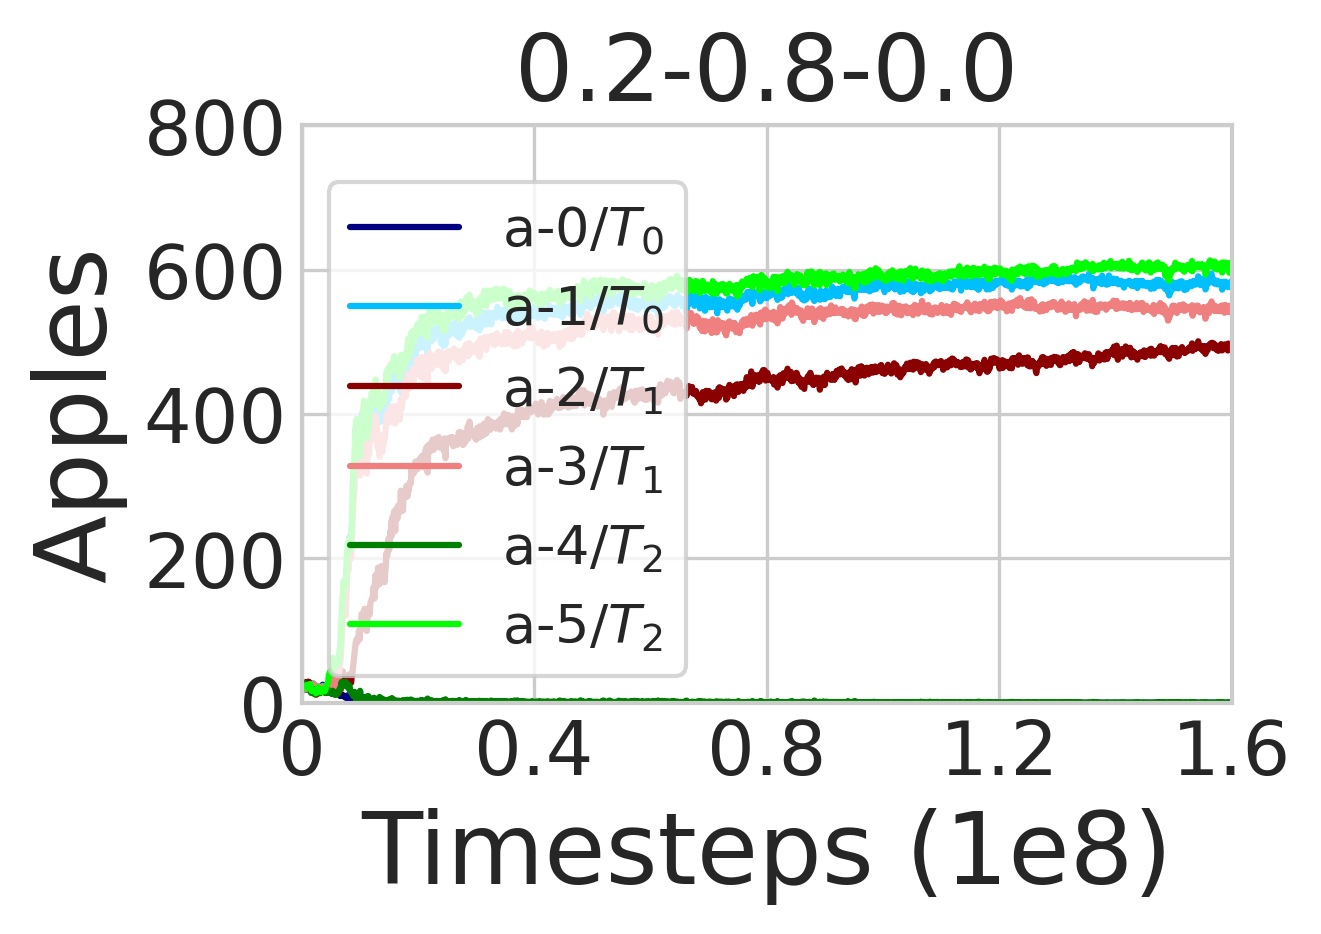 0.2-0.8-0.0
800
600
400
200
0
Apples
a-0/T₀
a-1/T₀
a-2/T₁
a-3/T₁
a-4/T₂
a-5/T₂
0 0.4 0.8 1.2 1.6
Timesteps (1e8)